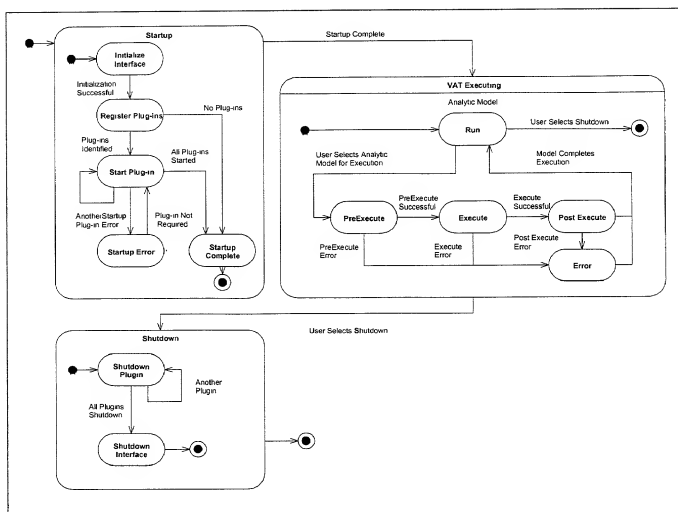 Startup
Startup Complete
Initialize
Interface
Initialization
Successful
Register Plug-ins
No Plug-ins
Plug-ins
Identified
All Plug-ins
Started
Start Plug-in
AnotherStartup
Plug-in Error
Plug-in Not
Required
Startup Error
Startup
Complete
VAT Executing
Analytic Model
Run
User Selects Shutdown
User Selects Analytic
Model for Execution
Model Completes
Execution
PreExecute
Successful
Execute
Successful
PreExecute
Execute
Post Execute
PreExecute
Error
Execute
Error
Post Execute
Error
Error
User Selects Shutdown
Shutdown
Shutdown
Plugin
Another
Plugin
All Plugins
Shutdown
Shutdown
Interface